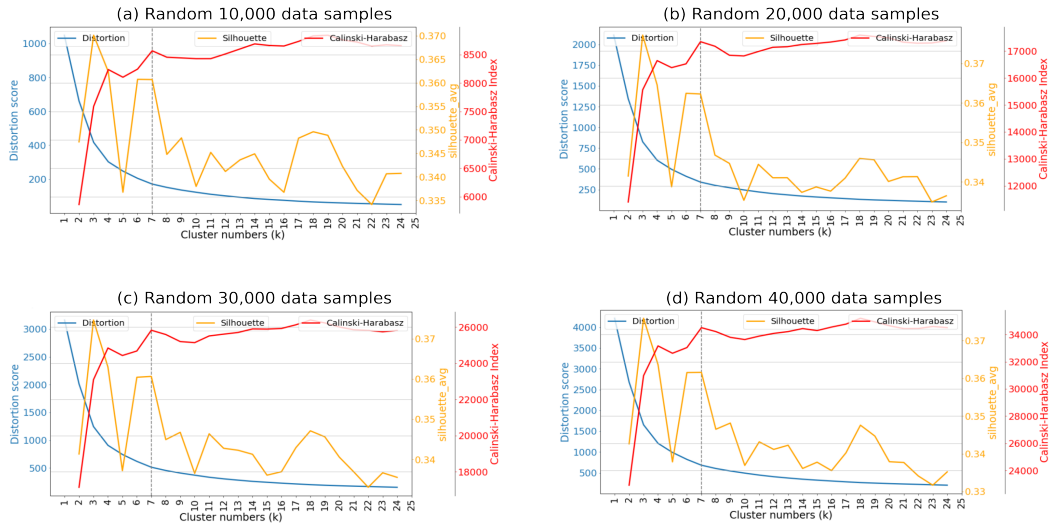 (a) Random 10,000 data samples
Distortion
Silhouette
Calinski-Harabasz
Distortion score
1000
800
600
400
200
0.370
0.365
0.360
0.355
0.350
0.345
0.340
0.335
silhouette_avg
8500
8000
7500
7000
6500
6000
Calinski-Harabasz Index
1 2 3 4 5 6 7 8 9 10 11 12 13 14 15 16 17 18 19 20 21 22 23 24 25
Cluster numbers (k)
(b) Random 20,000 data samples
Distortion
Silhouette
Calinski-Harabasz
Distortion score
2000
1750
1500
1250
1000
750
500
250
0.37
0.36
0.35
0.34
silhouette_avg
17000
16000
15000
14000
13000
12000
Calinski-Harabasz Index
1 2 3 4 5 6 7 8 9 10 11 12 13 14 15 16 17 18 19 20 21 22 23 24 25
Cluster numbers (k)
(c) Random 30,000 data samples
Distortion
Silhouette
Calinski-Harabasz
Distortion score
3000
2500
2000
1500
1000
500
0.37
0.36
0.35
0.34
silhouette_avg
26000
24000
22000
20000
18000
Calinski-Harabasz Index
1 2 3 4 5 6 7 8 9 10 11 12 13 14 15 16 17 18 19 20 21 22 23 24 25
Cluster numbers (k)
(d) Random 40,000 data samples
Distortion
Silhouette
Calinski-Harabasz
Distortion score
4000
3500
3000
2500
2000
1500
1000
500
0.37
0.36
0.35
0.34
0.33
silhouette_avg
34000
32000
30000
28000
26000
24000
Calinski-Harabasz Index
1 2 3 4 5 6 7 8 9 10 11 12 13 14 15 16 17 18 19 20 21 22 23 24 25
Cluster numbers (k)